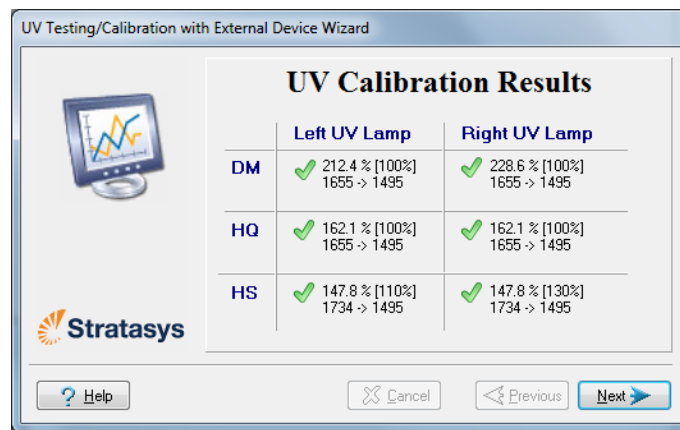 UV Testing/Calibration with External Device Wizard
UV Calibration Results
Left UV Lamp Right UV Lamp
DM 212.4 % [100%] 228.6 % [100%]
1655 -> 1495 1655 -> 1495
HQ 162.1 % [100%] 162.1 % [100%]
1655 -> 1495 1655 -> 1495
HS 147.8 % [110%] 147.8 % [130%]
1734 -> 1495 1734 -> 1495
Stratasys
? Help Cancel Previous Next